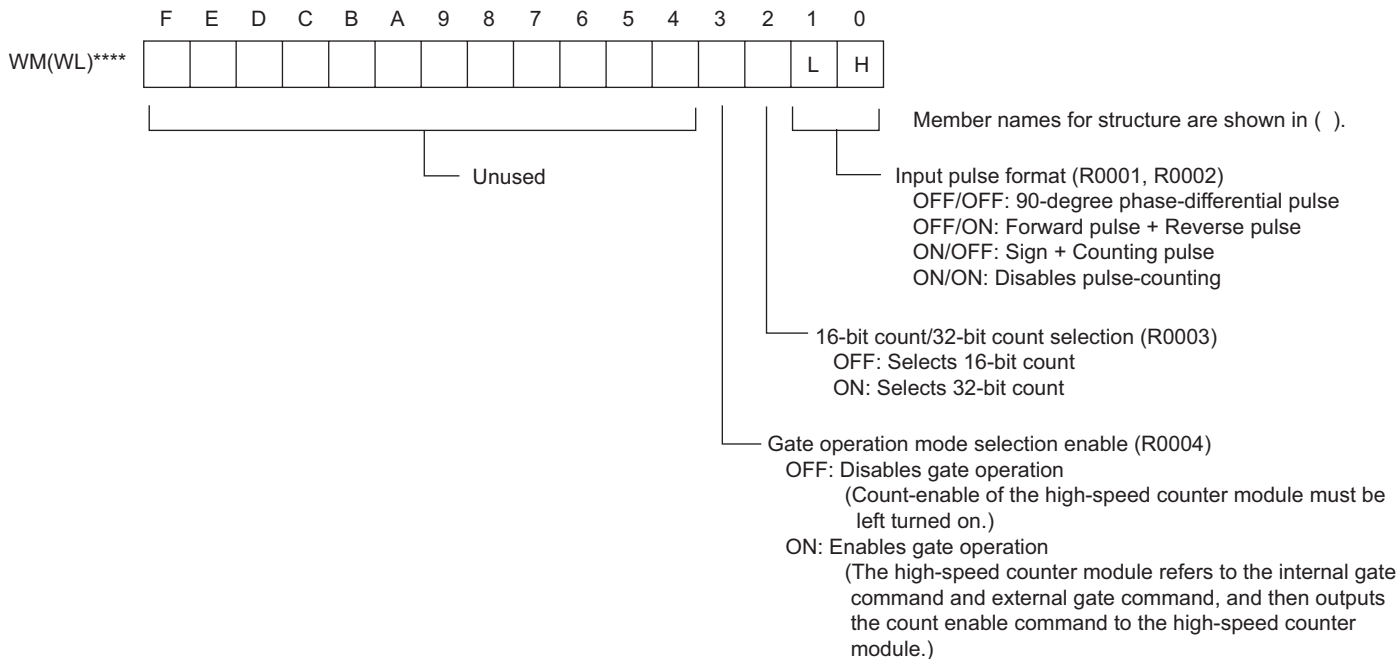 F E D C B A 9 8 7 6 5 4 3 2 1 0
WM(WL)****
L H
Member names for structure are shown in ( ).
Unused
Input pulse format (R0001, R0002)
OFF/OFF: 90-degree phase-differential pulse
OFF/ON: Forward pulse + Reverse pulse
ON/OFF: Sign + Counting pulse
ON/ON: Disables pulse-counting
16-bit count/32-bit count selection (R0003)
OFF: Selects 16-bit count
ON: Selects 32-bit count
Gate operation mode selection enable (R0004)
OFF: Disables gate operation
(Count-enable of the high-speed counter module must be
left turned on.)
ON: Enables gate operation
(The high-speed counter module refers to the internal gate
command and external gate command, and then outputs
the count enable command to the high-speed counter
module.)